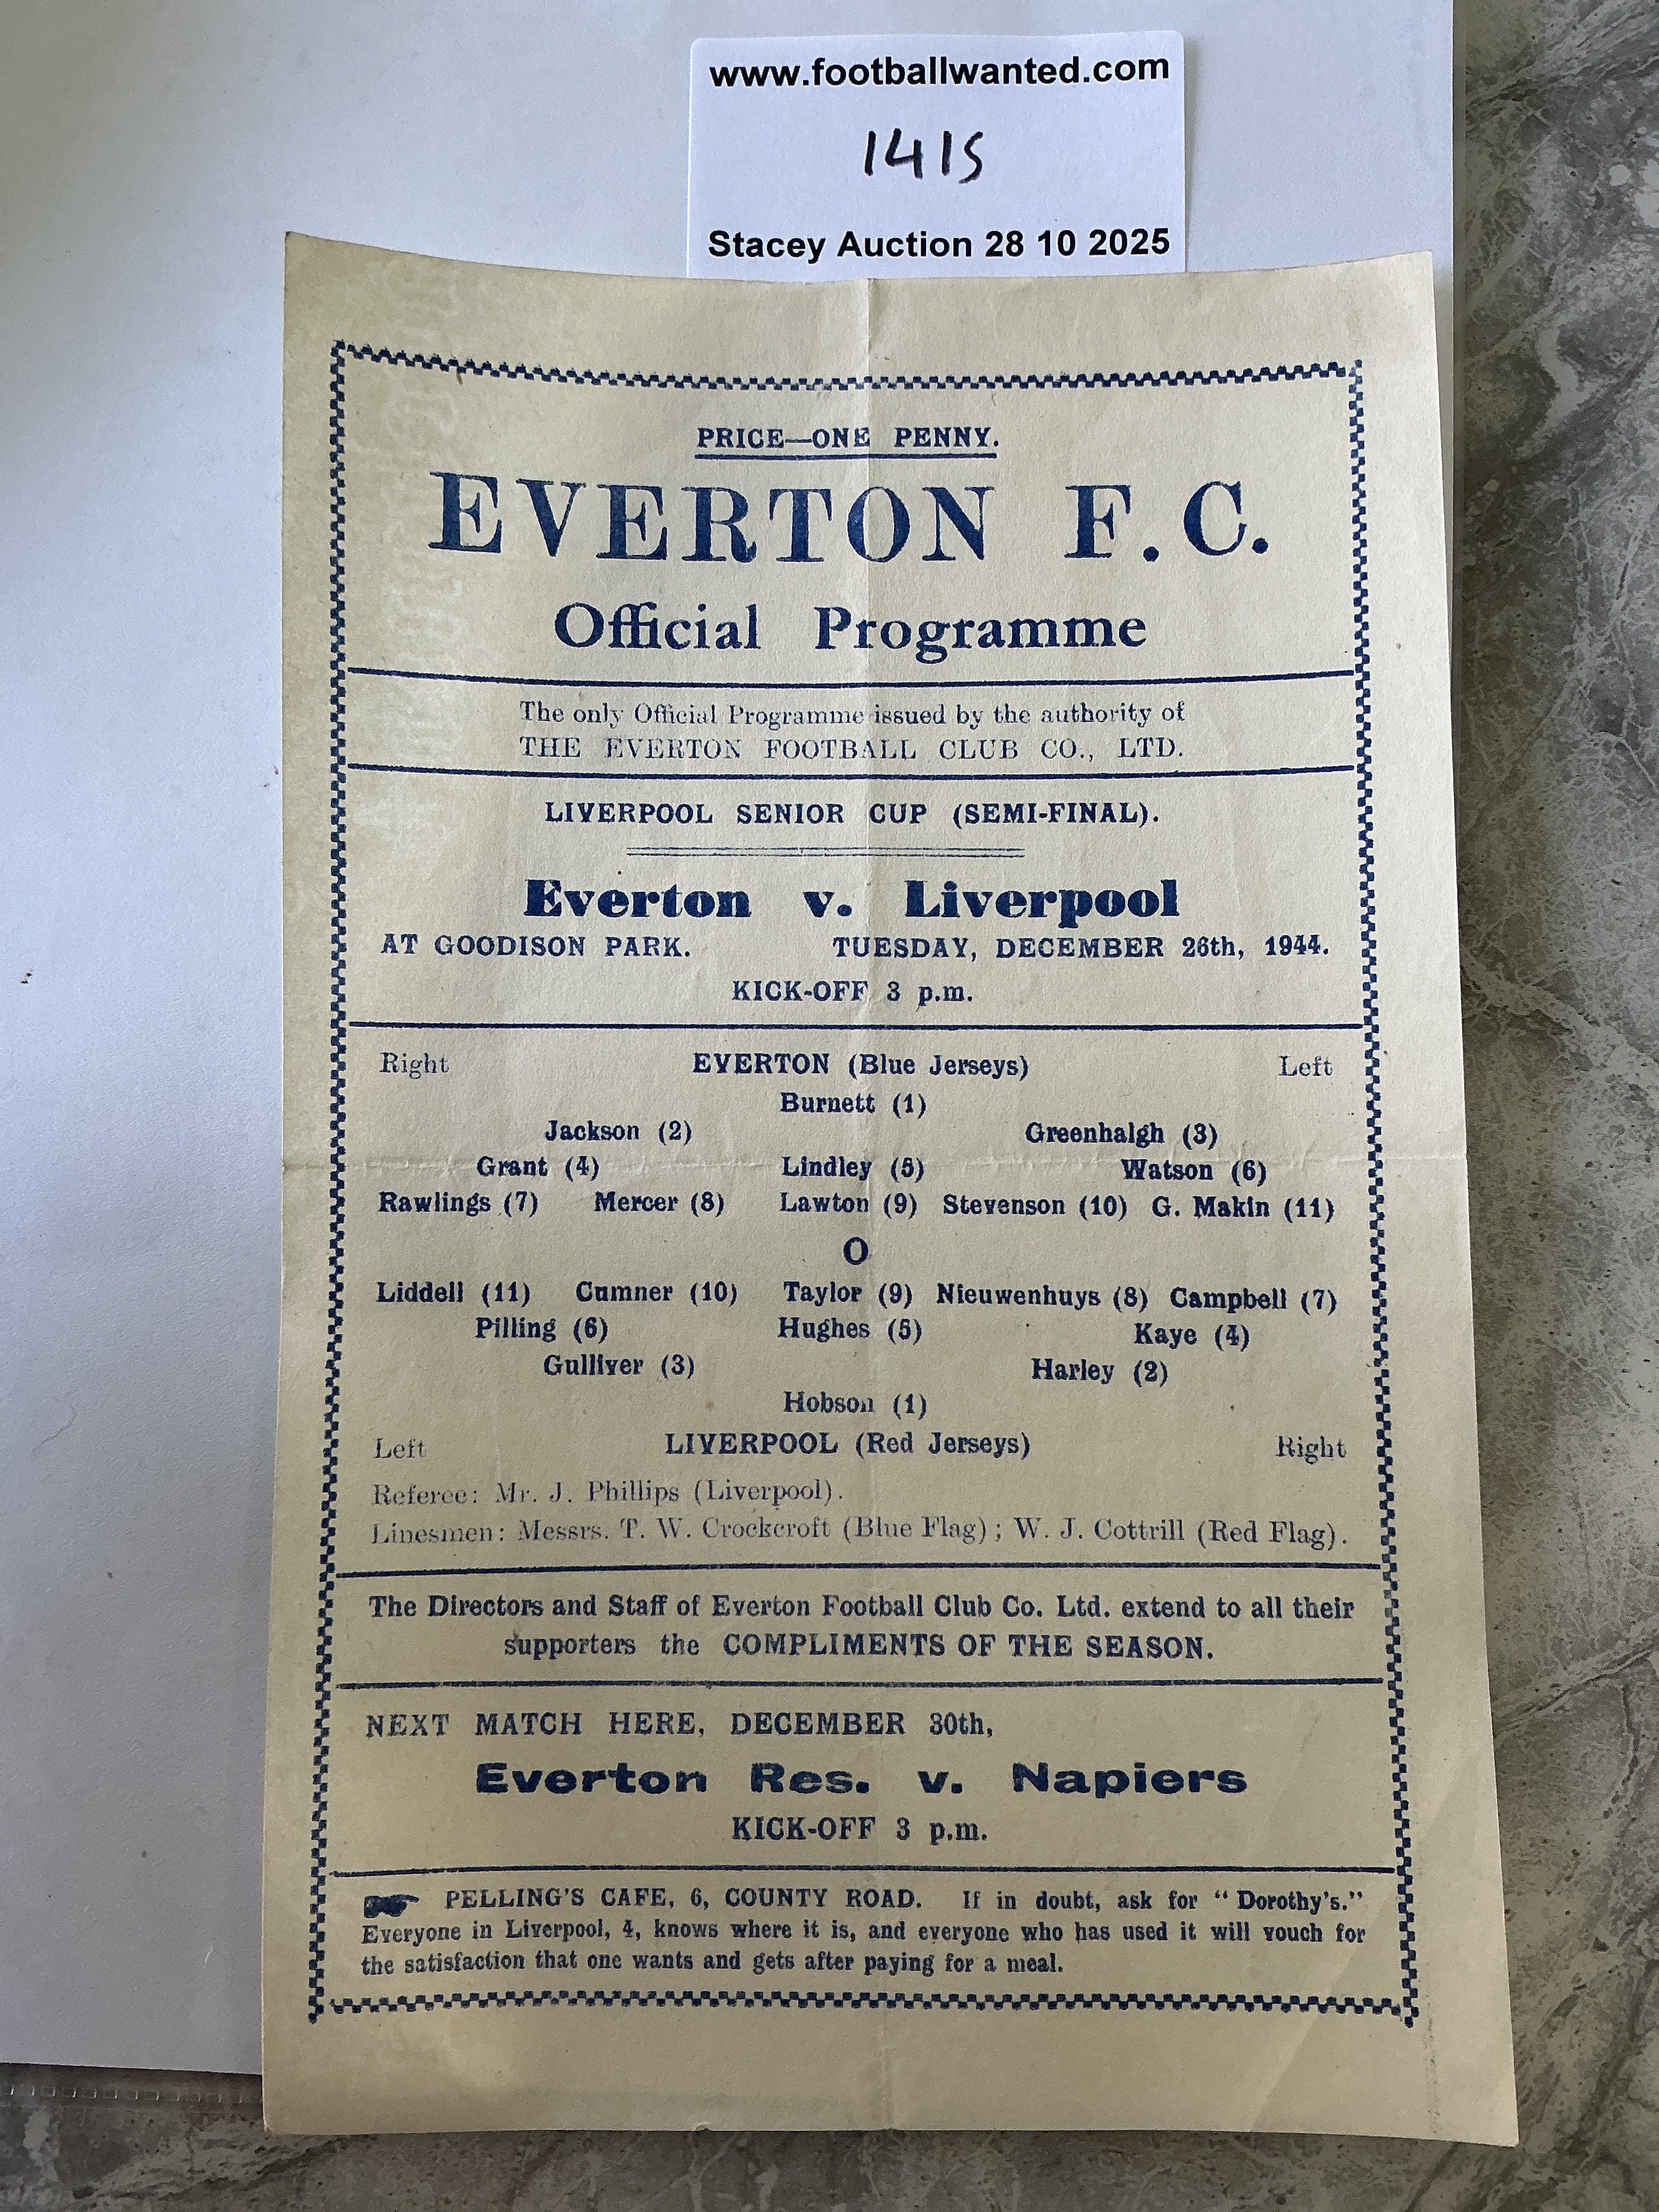 www.footballwanted.com
1415
Stacey Auction 28 10 2025
PRICE—ONE PENNY.
EVERTON F.C.
Official Programme
The only Official Programme issued by the authority of
THE EVERTON FOOTBALL CLUB CO., LTD.
LIVERPOOL SENIOR CUP (SEMI-FINAL).
Everton v. Liverpool
AT GOODISON PARK. TUESDAY, DECEMBER 26th, 1944.
KICK-OFF 3 p.m.
Right EVERTON (Blue Jerseys) Left
Burnett (1)
Jackson (2) Greenhalgh (3)
Grant (4) Lindley (5) Watson (6)
Rawlings (7) Mercer (8) Lawton (9) Stevenson (10) G. Makin (11)
O
Liddell (11) Cumner (10) Taylor (9) Nieuwenhuys (8) Campbell (7)
Pilling (6) Hughes (5) Kaye (4)
Gulliver (3) Harley (2)
Hobson (1)
Left LIVERPOOL (Red Jerseys) Right
Referee: Mr. J. Phillips (Liverpool).
Linesmen: Messrs. T. W. Crockcroft (Blue Flag); W. J. Cottrill (Red Flag).
The Directors and Staff of Everton Football Club Co. Ltd. extend to all their
supporters the COMPLIMENTS OF THE SEASON.
NEXT MATCH HERE, DECEMBER 30th,
Everton Res. v. Napiers
KICK-OFF 3 p.m.
PELLING'S CAFE, 6, COUNTY ROAD. If in doubt, ask for "Dorothy's."
Everyone in Liverpool, 4, knows where it is, and everyone who has used it will vouch for
the satisfaction that one wants and gets after paying for a meal.